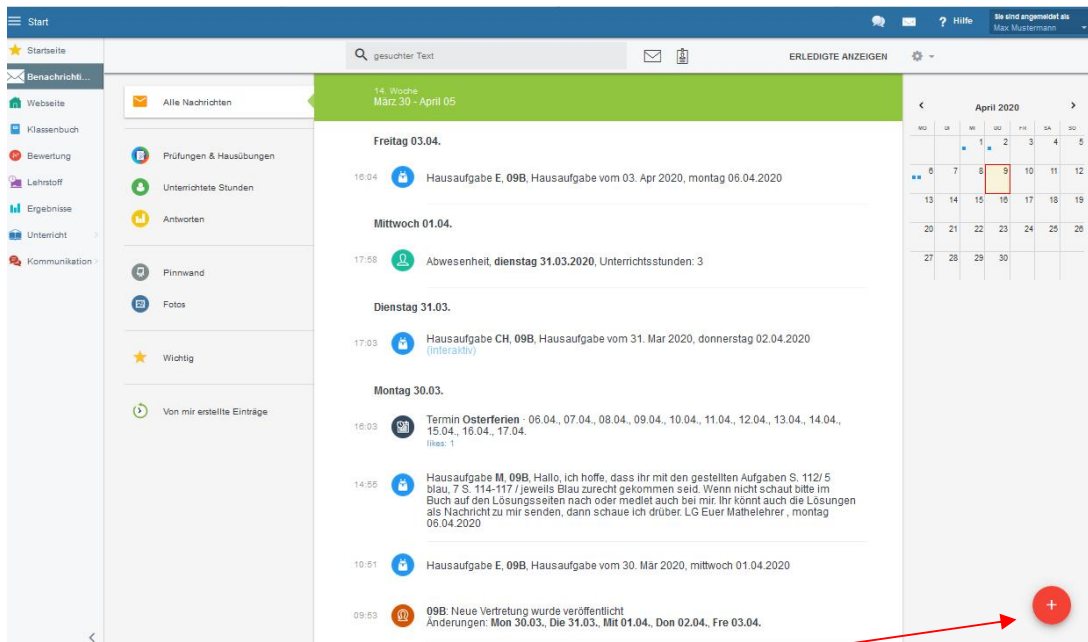 Start
? Hilfe
Sie sind angemeldet als
Max Mustermann
Startseite
Benachrichti...
Webseite
Klassenbuch
Bewertung
Lehrstoff
Ergebnisse
Unterricht
Kommunikation
Alle Nachrichten
Prüfungen & Hausübungen
Unterrichtete Stunden
Antworten
Pinnwand
Fotos
Wichtig
Von mir erstellte Einträge
gesuchter Text
ERLEDIGTE ANZEIGEN
14. Woche
März 30 - April 05
Freitag 03.04.
16:04 Hausaufgabe E, 09B, Hausaufgabe vom 03. Apr 2020, montag 06.04.2020
Mittwoch 01.04.
17:58 Abwesenheit, dienstag 31.03.2020, Unterrichtsstunden: 3
Dienstag 31.03.
17:03 Hausaufgabe CH, 09B, Hausaufgabe vom 31. Mar 2020, donnerstag 02.04.2020
(interaktiv)
Montag 30.03.
16:03 Termin Osterferien - 06.04., 07.04., 08.04., 09.04., 10.04., 11.04., 12.04., 13.04., 14.04.,
15.04., 16.04., 17.04.
likes: 1
14:56 Hausaufgabe M, 09B, Hallo, ich hoffe, dass ihr mit den gestellten Aufgaben S. 112/ 5
blau, 7 S. 114-117 / jeweils Blau zurecht gekommen seid. Wenn nicht schaut bitte im
Buch auf den Lösungsseiten nach oder medlet auch bei mir. Ihr könnt auch die Lösungen
als Nachricht zu mir senden, dann schaue ich drüber. LG Euer Mathelehrer , montag
06.04.2020
10:51 Hausaufgabe E, 09B, Hausaufgabe vom 30. Mär 2020, mittwoch 01.04.2020
09:53 09B: Neue Vertretung wurde veröffentlicht
Änderungen: Mon 30.03., Die 31.03., Mit 01.04., Don 02.04., Fre 03.04.
April 2020
MO DI MI DO FR SA SO
1 2 3 4 5
6 7 8 9 10 11 12
13 14 15 16 17 18 19
20 21 22 23 24 25 26
27 28 29 30